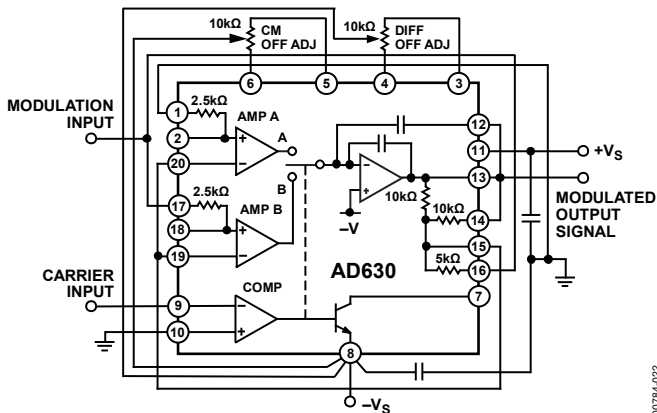 10kΩ
CM
OFF ADJ
10kΩ
DIFF
OFF ADJ
6
5
4
3
MODULATION
INPUT
1
2.5kΩ
AMP A
2
20
A
B
12
11
+VS
13
MODULATED
OUTPUT
SIGNAL
10kΩ
–V
10kΩ
14
17
2.5kΩ
AMP B
18
19
15
5kΩ
16
AD630
CARRIER
INPUT
9
COMP
10
7
8
–VS
00784-033